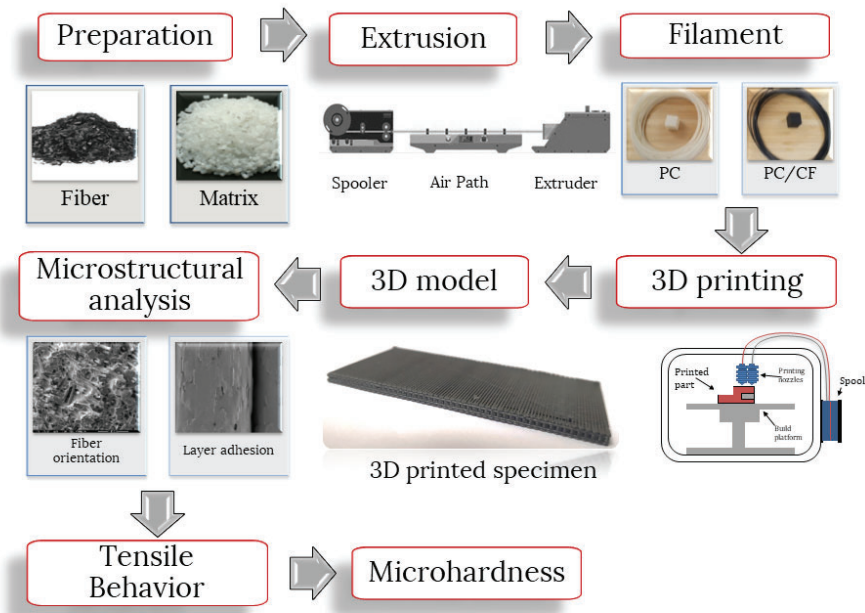 Preparation
Extrusion
Filament
Fiber
Matrix
Spooler
Air Path
Extruder
PC
PC/CF
Microstructural
analysis
3D model
3D printing
Fiber
orientation
Layer adhesion
3D printed specimen
Printed
part
Printing
nozzles
Spool
Build
platform
Tensile
Behavior
Microhardness